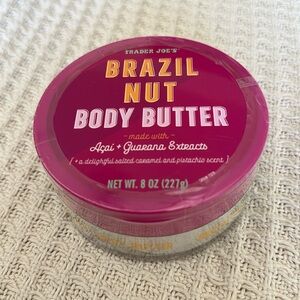 TRADER JOE'S
BRAZIL
NUT
BODY BUTTER
- made with -
Açaí + Guarana Extracts
[ + a delightful salted caramel and pistachio scent ]
NET WT. 8 OZ (227g)